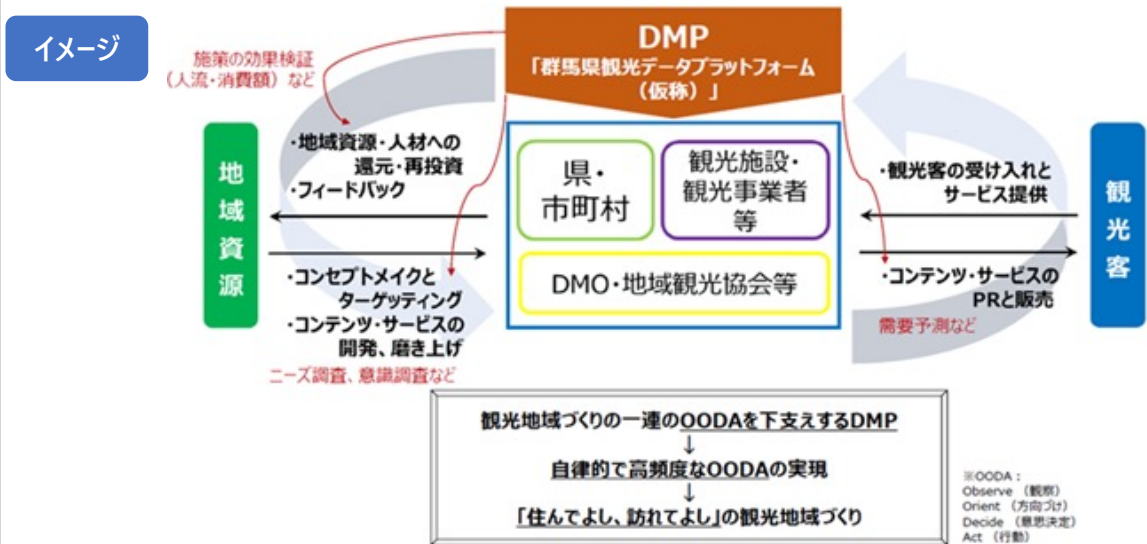 イメージ
施策の効果検証
（人流・消費額）など
DMP
「群馬県観光データプラットフォーム
（仮称）」
地域資源
・地域資源・人材への
還元・再投資
・フィードバック
県・
市町村
観光施設・
観光事業者
等
・観光客の受け入れと
サービス提供
観光客
・コンセプトメイクと
ターゲッティング
・コンテンツ・サービスの
開発、磨き上げ
ニーズ調査、意識調査など
DMO・地域観光協会等
・コンテンツ・サービスの
PRと販売
需要予測など
観光地域づくりの一連のOODAを下支えするDMP
↓
自律的で高頻度なOODAの実現
↓
「住んでよし、訪れてよし」の観光地域づくり
※OODA：
Observe （観察）
Orient （方向づけ）
Decide （意思決定）
Act （行動）